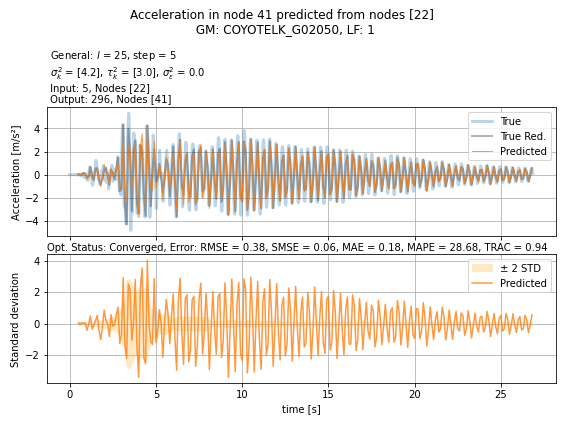 Acceleration in node 41 predicted from nodes [22]
GM: COYOTELK_G02050, LF: 1
General: l = 25, step = 5
σ²ₖ = [4.2], τ²ₖ = [3.0], σ²ε = 0.0
Input: 5, Nodes [22]
Output: 296, Nodes [41]
Acceleration [m/s²]
4
2
0
−2
−4
True
True Red.
Predicted
Opt. Status: Converged, Error: RMSE = 0.38, SMSE = 0.06, MAE = 0.18, MAPE = 28.68, TRAC = 0.94
Standard deviation
4
2
0
−2
± 2 STD
Predicted
0 5 10 15 20 25
time [s]